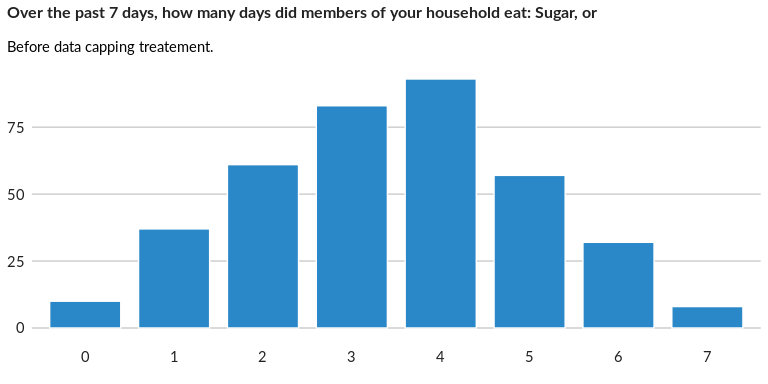 Over the past 7 days, how many days did members of your household eat: Sugar, or
Before data capping treatement.
75
50
25
0
0 1 2 3 4 5 6 7